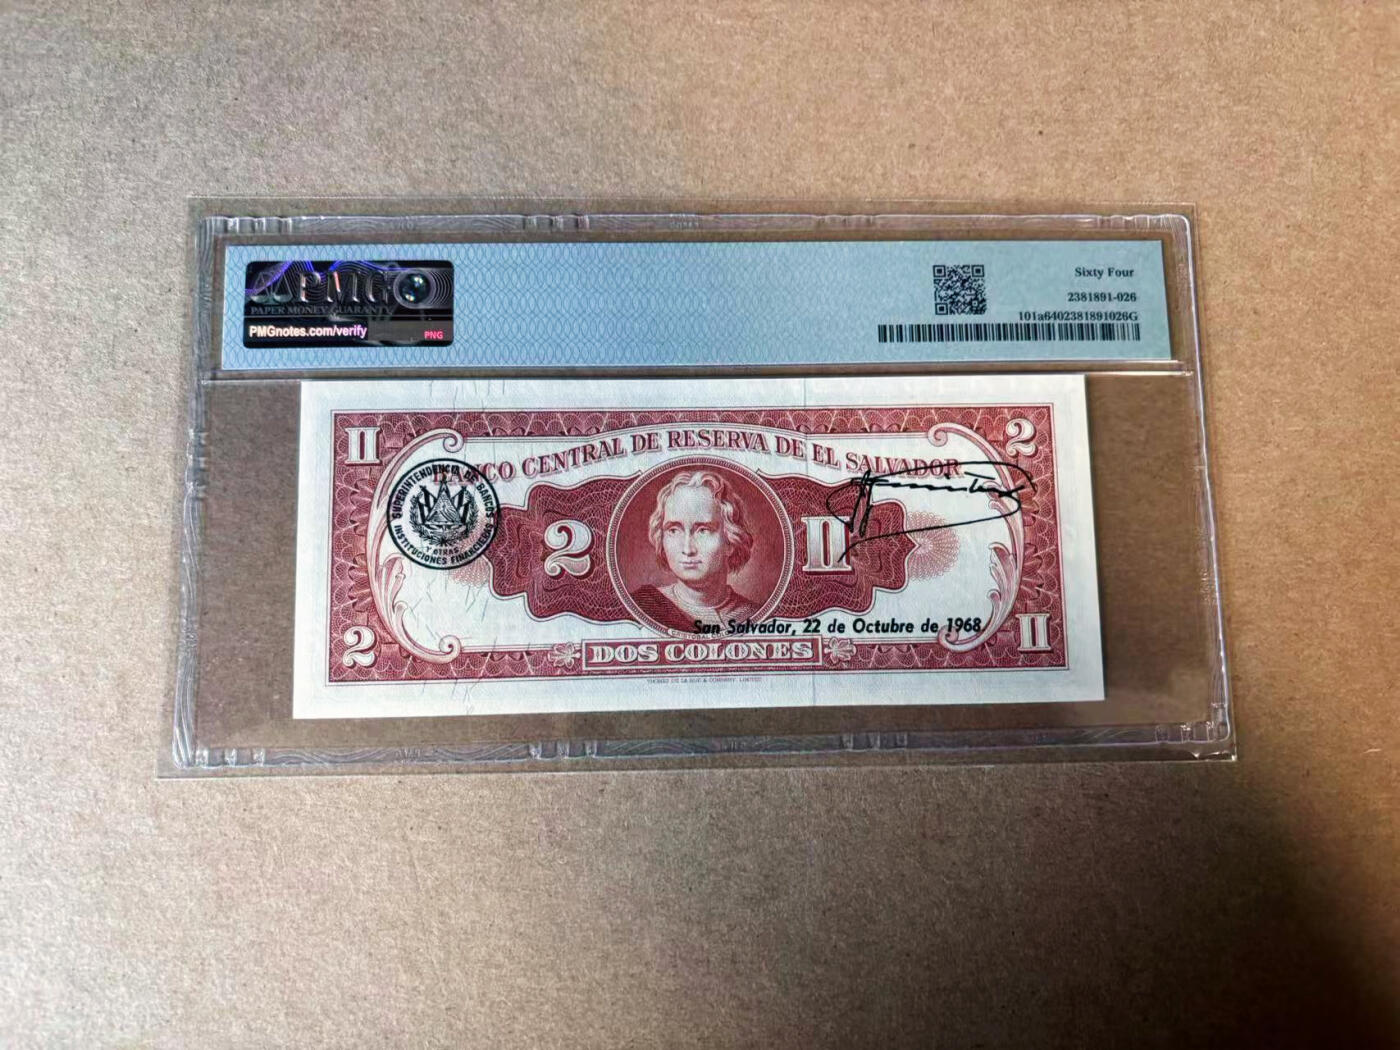 PMG
PAPER MONEY GUARANTY
PMGnotes.com/verify
PNG
Sixty Four
2381891-026
101a6402381891026G
II
BANCO CENTRAL DE RESERVA DE EL SALVADOR
2
SUPERINTENDENCIA DE BANCOS
Y OTRAS
INSTITUCIONES FINANCIERAS
2
II
San Salvador, 22 de Octubre de 1968
2
DOS COLONES
II
THOMAS DE LA RUE & COMPANY, LIMITED